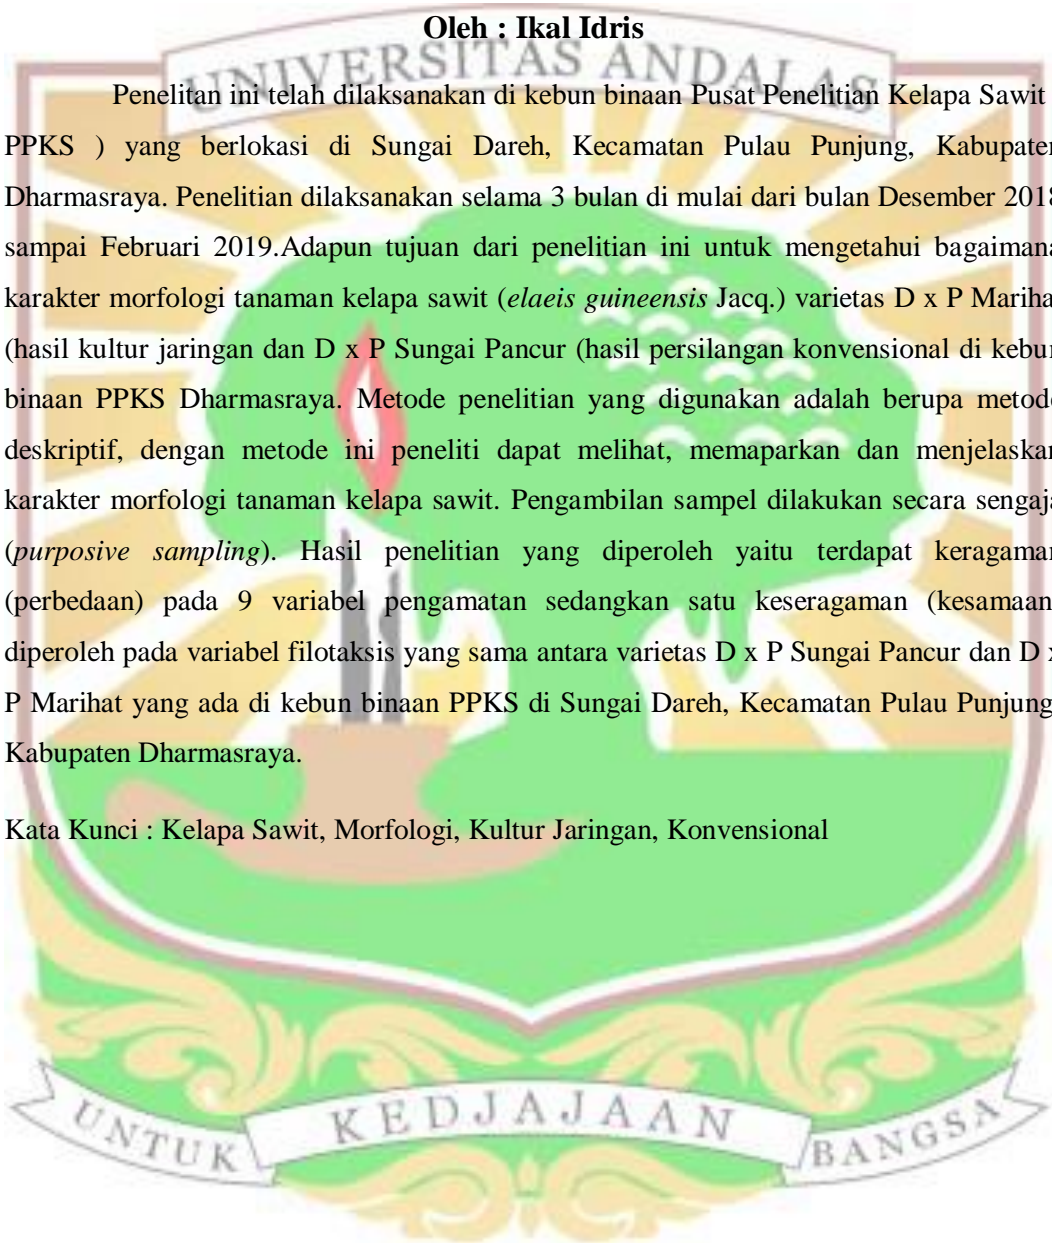 Oleh : Ikal Idris
UNIVERSITAS ANDALAS
Penelitan ini telah dilaksanakan di kebun binaan Pusat Penelitian Kelapa Sawit
PPKS ) yang berlokasi di Sungai Dareh, Kecamatan Pulau Punjung, Kabupaten
Dharmasraya. Penelitian dilaksanakan selama 3 bulan di mulai dari bulan Desember 2018
sampai Februari 2019.Adapun tujuan dari penelitian ini untuk mengetahui bagaimana
karakter morfologi tanaman kelapa sawit (elaeis guineensis Jacq.) varietas D x P Marihat
(hasil kultur jaringan dan D x P Sungai Pancur (hasil persilangan konvensional di kebun
binaan PPKS Dharmasraya. Metode penelitian yang digunakan adalah berupa metode
deskriptif, dengan metode ini peneliti dapat melihat, memaparkan dan menjelaskan
karakter morfologi tanaman kelapa sawit. Pengambilan sampel dilakukan secara sengaja
(purposive sampling). Hasil penelitian yang diperoleh yaitu terdapat keragaman
(perbedaan) pada 9 variabel pengamatan sedangkan satu keseragaman (kesamaan)
diperoleh pada variabel filotaksis yang sama antara varietas D x P Sungai Pancur dan D x
P Marihat yang ada di kebun binaan PPKS di Sungai Dareh, Kecamatan Pulau Punjung,
Kabupaten Dharmasraya.
Kata Kunci : Kelapa Sawit, Morfologi, Kultur Jaringan, Konvensional
UNTUK KEDJAJAAN BANGSA